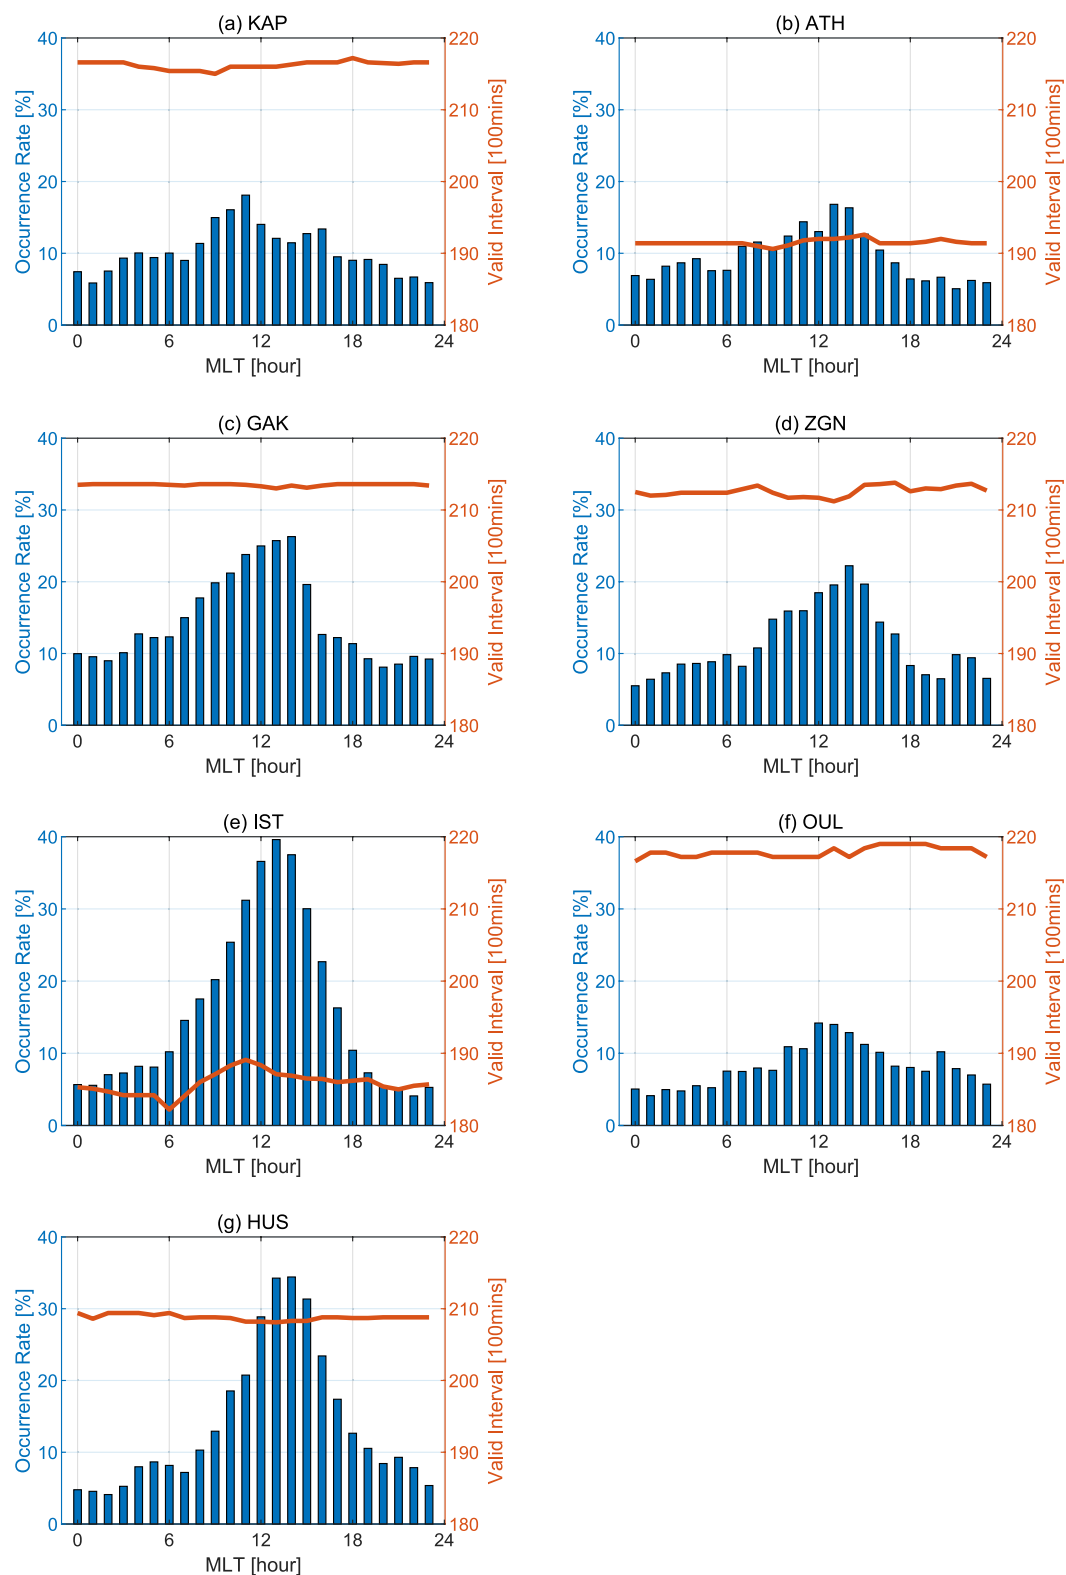 (a) KAP
40
30
20
10
0
Occurrence Rate [%]
220
210
200
190
180
Valid Interval [100mins]
0 6 12 18 24
MLT [hour]
(b) ATH
40
30
20
10
0
Occurrence Rate [%]
220
210
200
190
180
Valid Interval [100mins]
0 6 12 18 24
MLT [hour]
(c) GAK
40
30
20
10
0
Occurrence Rate [%]
220
210
200
190
180
Valid Interval [100mins]
0 6 12 18 24
MLT [hour]
(d) ZGN
40
30
20
10
0
Occurrence Rate [%]
220
210
200
190
180
Valid Interval [100mins]
0 6 12 18 24
MLT [hour]
(e) IST
40
30
20
10
0
Occurrence Rate [%]
220
210
200
190
180
Valid Interval [100mins]
0 6 12 18 24
MLT [hour]
(f) OUL
40
30
20
10
0
Occurrence Rate [%]
220
210
200
190
180
Valid Interval [100mins]
0 6 12 18 24
MLT [hour]
(g) HUS
40
30
20
10
0
Occurrence Rate [%]
220
210
200
190
180
Valid Interval [100mins]
0 6 12 18 24
MLT [hour]